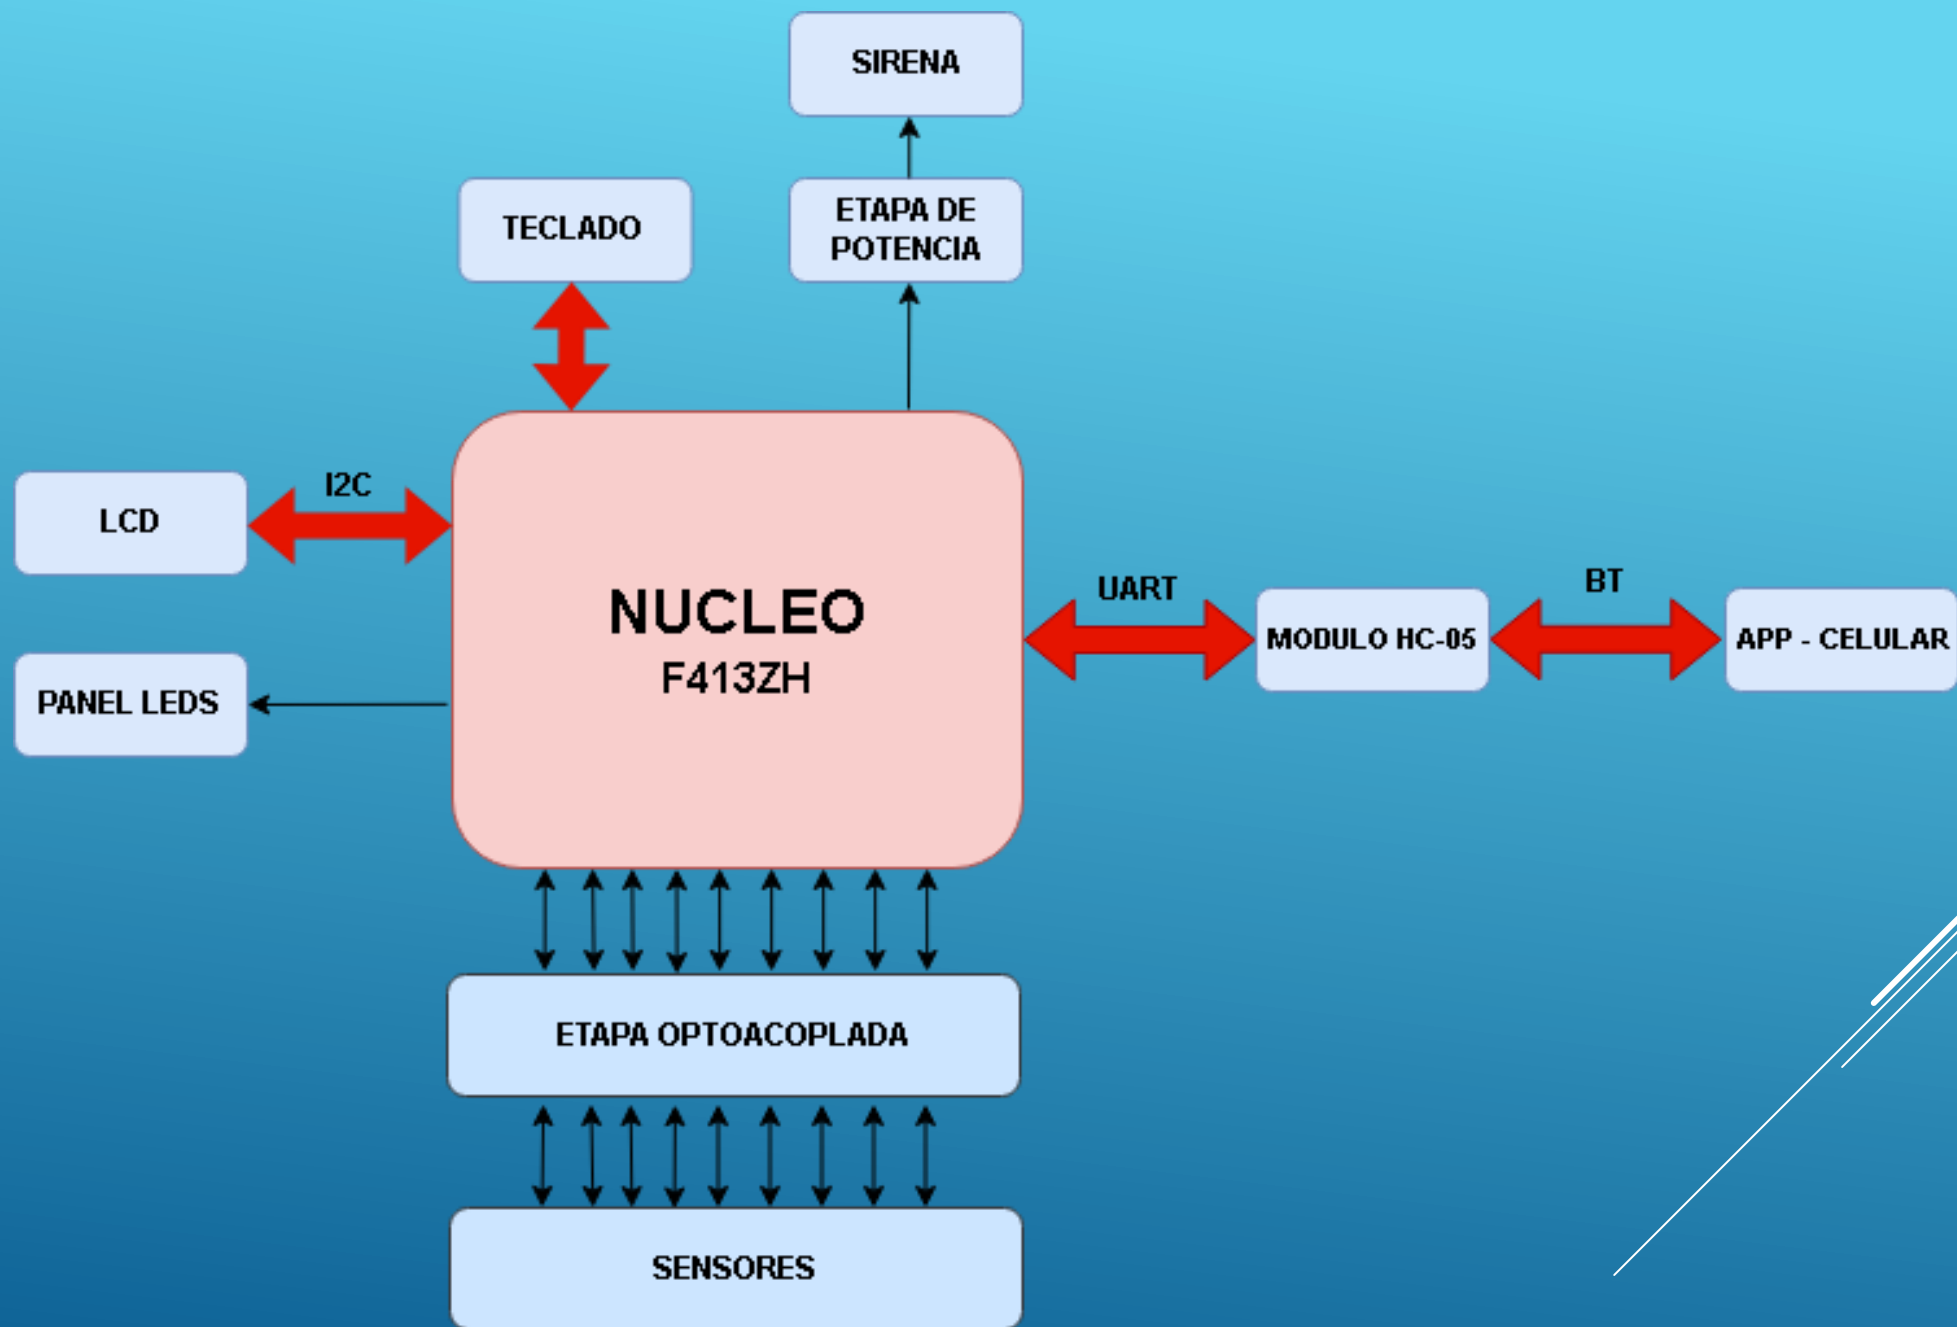 SIRENA
TECLADO
ETAPA DE
POTENCIA
I2C
LCD
NUCLEO
F413ZH
UART
BT
MODULO HC-05
APP - CELULAR
PANEL LEDS
ETAPA OPTOACOPLADA
SENSORES